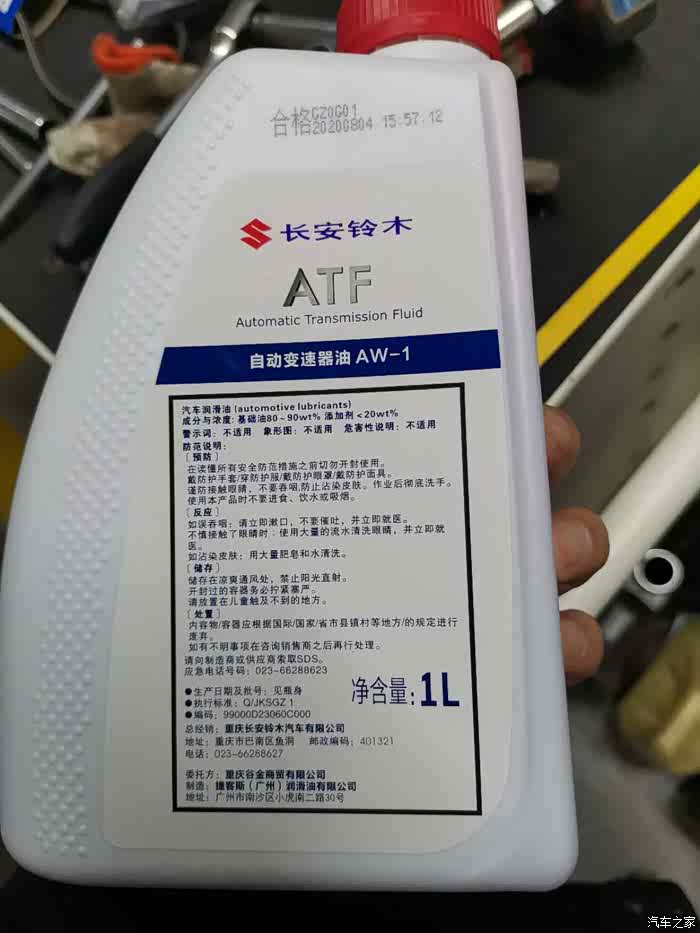 合格GZ0G01
20200804 15.57.12
长安铃木
ATF
Automatic Transmission Fluid
自动变速器油 AW-1
汽车润滑油 (automotive lubricants)
成分与浓度: 基础油80~90wt% 添加剂<20wt%
警示词: 不适用 象形图: 不适用 危害性说明: 不适用
防范说明:
[预防]
在读懂所有安全防范措施之前切勿开封使用。
戴防护手套/穿防护服/戴防护眼罩/戴防护面具。
谨防接触眼睛,不要吞咽,防止沾染皮肤。作业后彻底洗手。
使用本产品时不要进食、饮水或吸烟。
[反应]
如误吞咽: 请立即漱口,不要催吐,并立即就医。
不慎接触了眼睛时: 使用大量的流水清洗眼睛,并立即就
医。
如沾染皮肤: 用大量肥皂和水清洗。
[储存]
储存在凉爽通风处,禁止阳光直射。
开封过的容器务必拧紧塞严。
请放置在儿童触及不到的地方。
[处置]
内容物/容器应根据国际/国家/省市县镇村等地方/的规定进行
废弃。
如有不明事项在咨询销售商之后再行处理。
请向制造商或供应商索取SDS。
应急电话号码: 023-66288623
●生产日期及批号: 见瓶身
●执行标准: Q/JKSGZ 1
●编码: 99000D23060C000
净含量: 1L
总经销: 重庆长安铃木汽车有限公司
地址: 重庆市巴南区鱼洞 邮政编码: 401321
电话: 023-66288627
委托方: 重庆谷金商贸有限公司
制造: 雄客斯(广州)润滑油有限公司
地址: 广州市南沙区小虎南二路30号
汽车之家